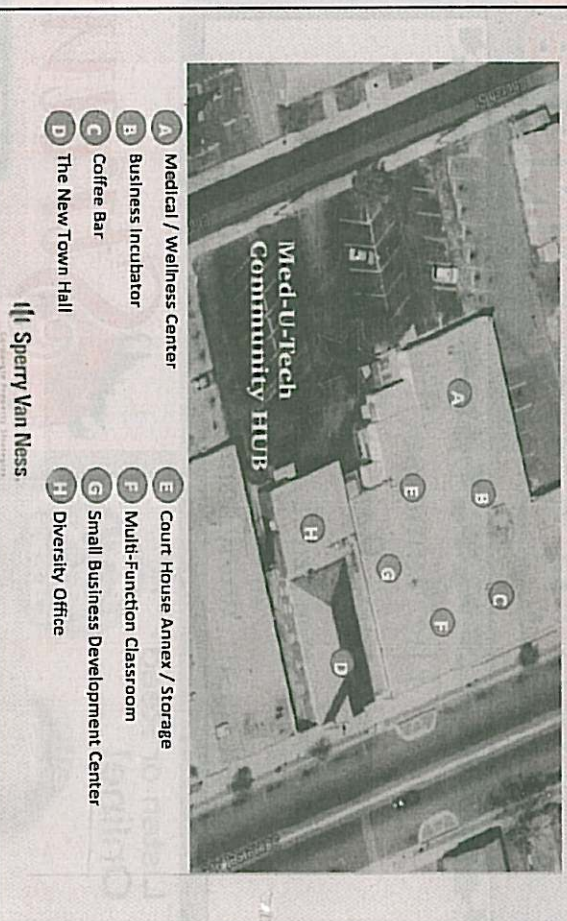 Med-U-Tech
Community HUB
A
B
C
E
F
G
H
D
A Medical / Wellness Center
B Business Incubator
C Coffee Bar
D The New Town Hall
E Court House Annex / Storage
F Multi-Function Classroom
G Small Business Development Center
H Diversity Office
Sperry Van Ness